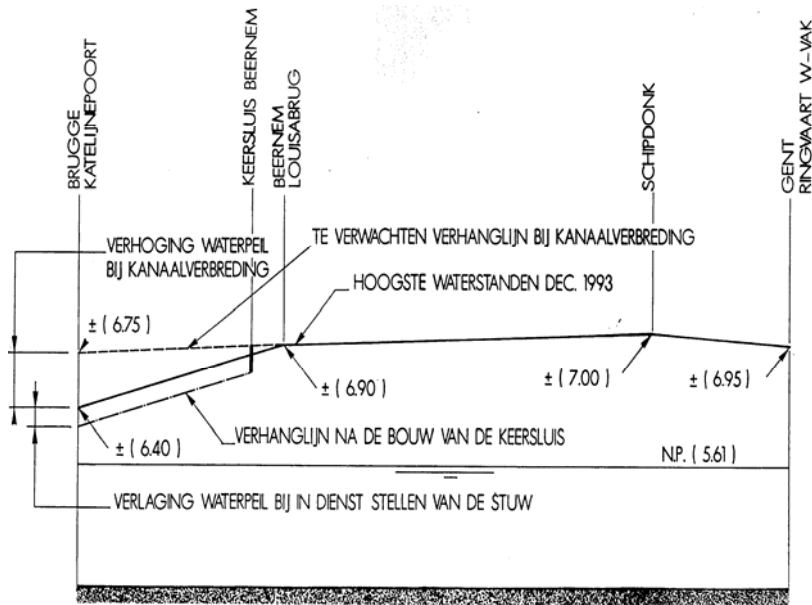 BRUGGE
KATELIJNEPOORT
KEERSLUIS BEERNEM
BEERNEM
LOUISABRUG
SCHIPDONK
GENT
RINGVAART W-VAK
VERHOGING WATERPEIL
BIJ KANAALVERBREDING
TE VERWACHTEN VERHANGLIJN BIJ KANAALVERBREDING
HOOGSTE WATERSTANDEN DEC. 1993
± ( 6.75 )
± ( 6.90 )
± ( 7.00 )
± ( 6.95 )
± ( 6.40 )
VERHANGLIJN NA DE BOUW VAN DE KEERSLUIS
N.P. ( 5.61 )
VERLAGING WATERPEIL BIJ IN DIENST STELLEN VAN DE STUW